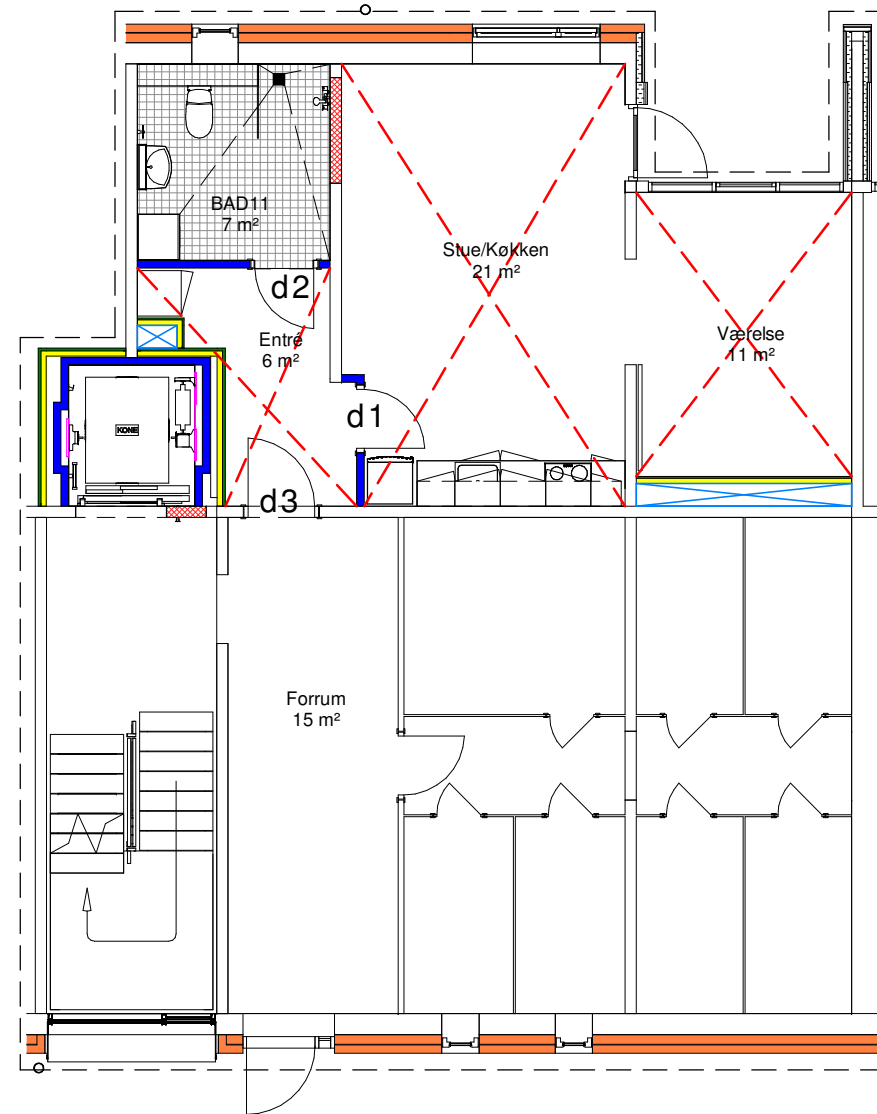 BAD11
7 m²
Stue/Køkken
21 m²
d2
Entré
6 m²
Værelse
11 m²
d1
KONE
d3
Forrum
15 m²